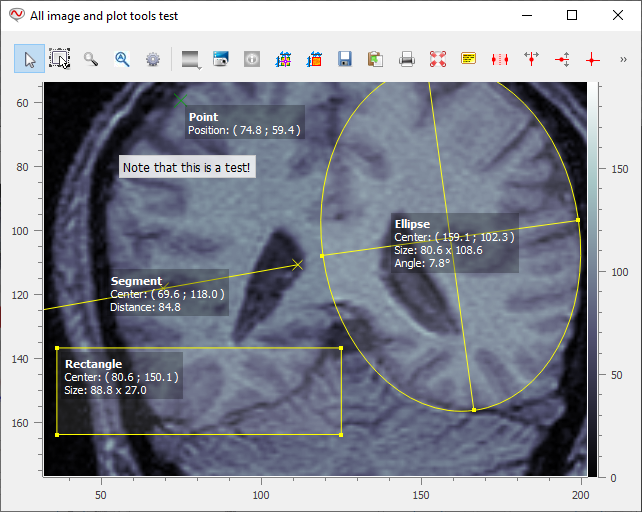 All image and plot tools test
60
80
100
120
140
160
50
100
150
200
Point
Position: ( 74.8 ; 59.4 )
Note that this is a test!
Ellipse
Center: ( 159.1 ; 102.3 )
Size: 80.6 x 108.6
Angle: 7.8°
Segment
Center: ( 69.6 ; 118.0 )
Distance: 84.8
Rectangle
Center: ( 80.6 ; 150.1 )
Size: 88.8 x 27.0
150
100
50
0